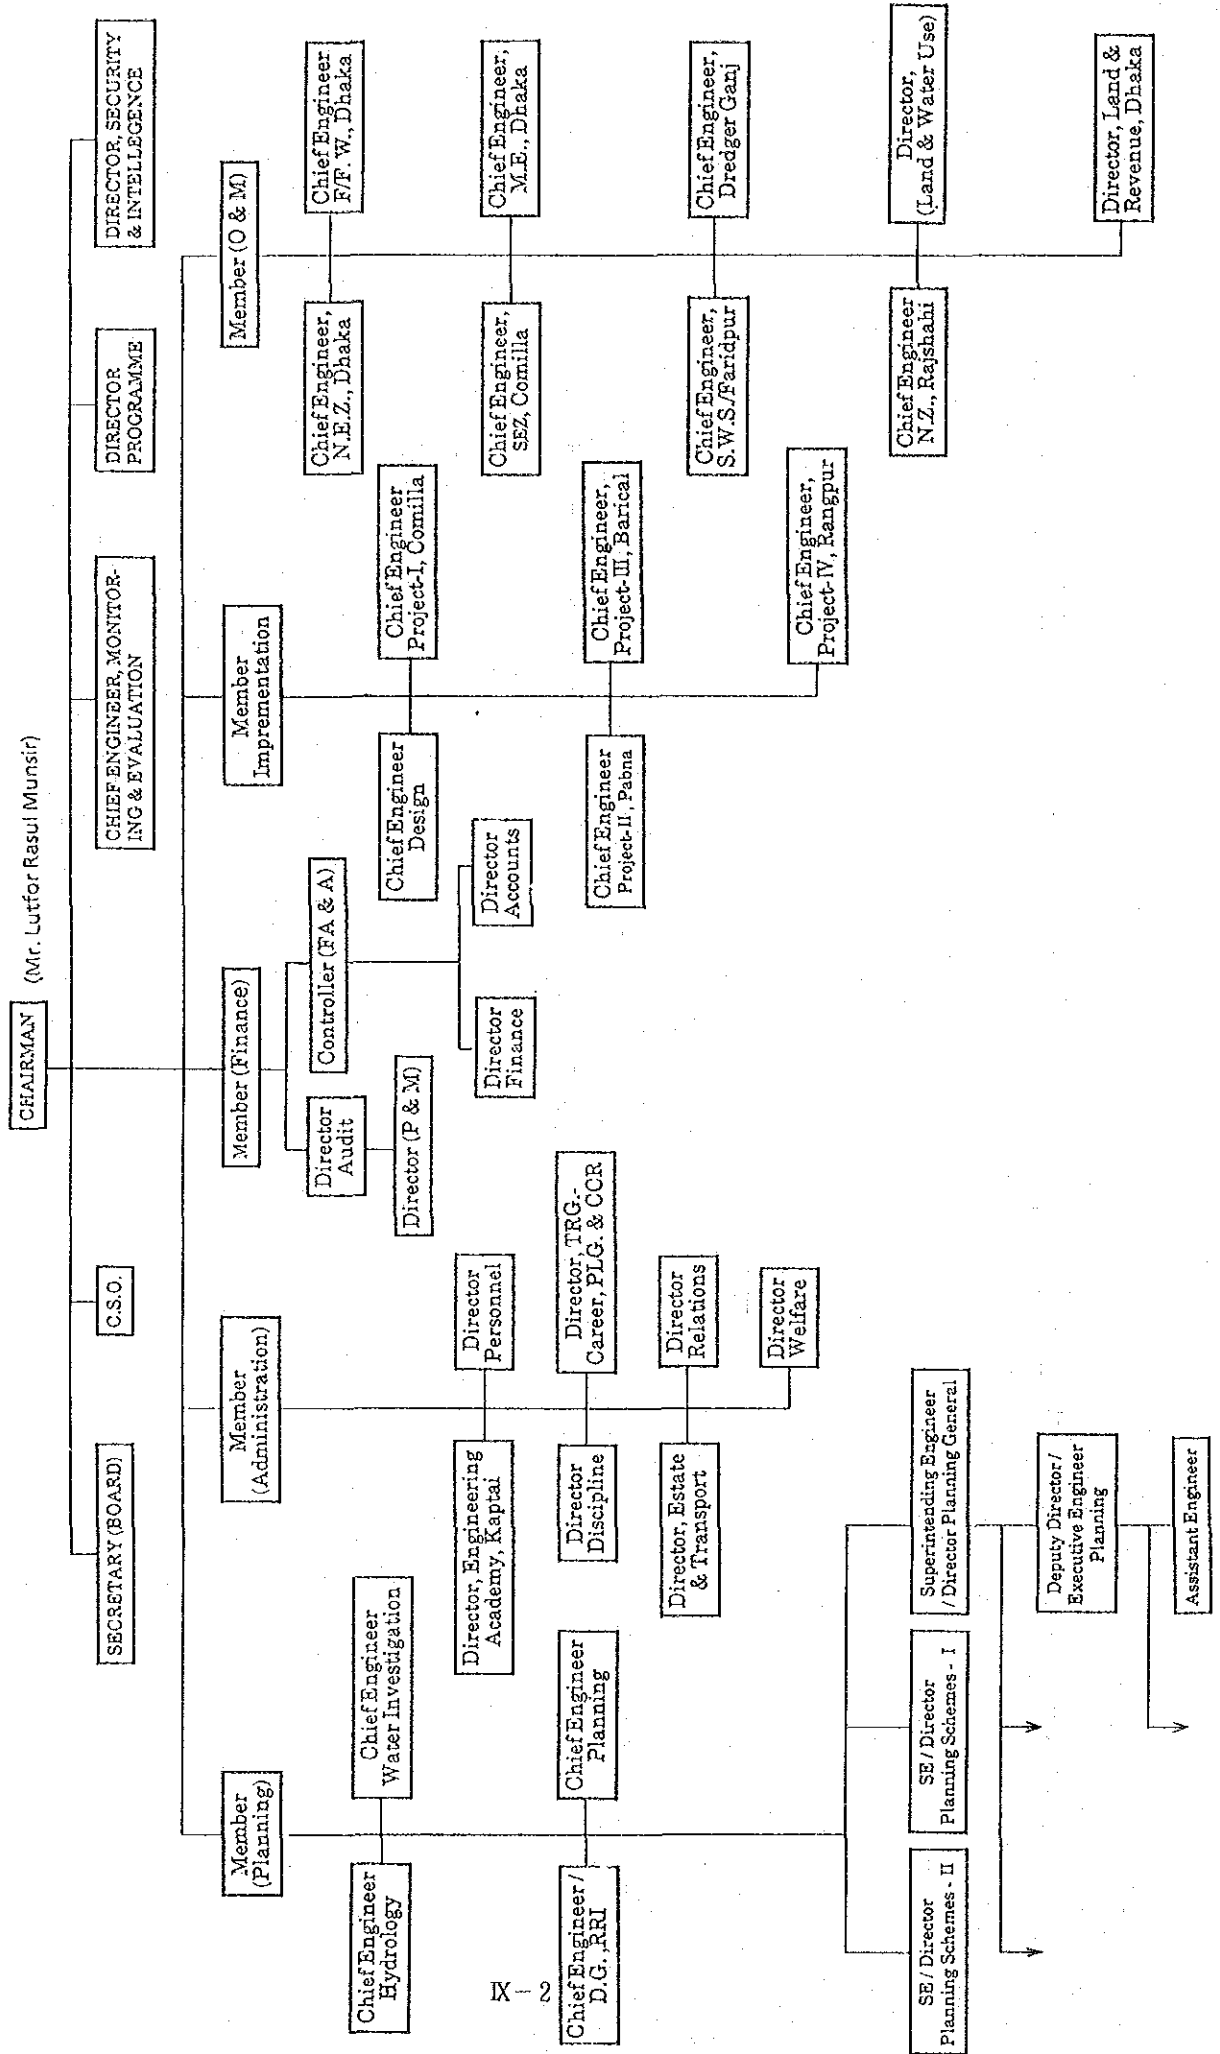 CHAIRMAN (Mr. Lutfor Rasul Munsir)
SECRETARY (BOARD)
C.S.O.
CHIEF ENGINEER, MONITOR-
ING & EVALUATION
DIRECTOR
PROGRAMME
DIRECTOR, SECURITY
& INTELLEGENCE
Member
(Planning)
Member
(Administration)
Member (Finance)
Member
Imprementation
Member (O & M)
Chief Engineer
Hydrology
Chief Engineer
Water Investigation
Chief Engineer /
D.G.,RRI
Chief Engineer
Planning
SE / Director
Planning Schemes - II
SE / Director
Planning Schemes - I
Superintending Engineer
/ Director Planning General
Deputy Director /
Executive Engineer
Planning
Assistant Engineer
Director, Engineering
Academy, Kaptai
Director
Personnel
Director
Discipline
Director, TRG.-
Career, PLG. & CCR
Director, Estate
& Transport
Director
Relations
Director
Welfare
Director
Audit
Controller (FA & A)
Director (P & M)
Director
Finance
Director
Accounts
Chief Engineer
Design
Chief Engineer
Project-I, Comilla
Chief Engineer
Project-II, Pabna
Chief Engineer,
Project-III, Barical
Chief Engineer,
Project-IV, Rangpur
Chief Engineer,
N.E.Z., Dhaka
Chief Engineer
F/F. W., Dhaka
Chief Engineer,
SEZ, Comilla
Chief Engineer,
M.E., Dhaka
Chief Engineer,
S.W.S./Faridpur
Chief Engineer,
Dredger Ganj
Chief Engineer
N.Z., Rajshahi
Director,
(Land & Water Use)
Director, Land &
Revenue, Dhaka
IX - 2